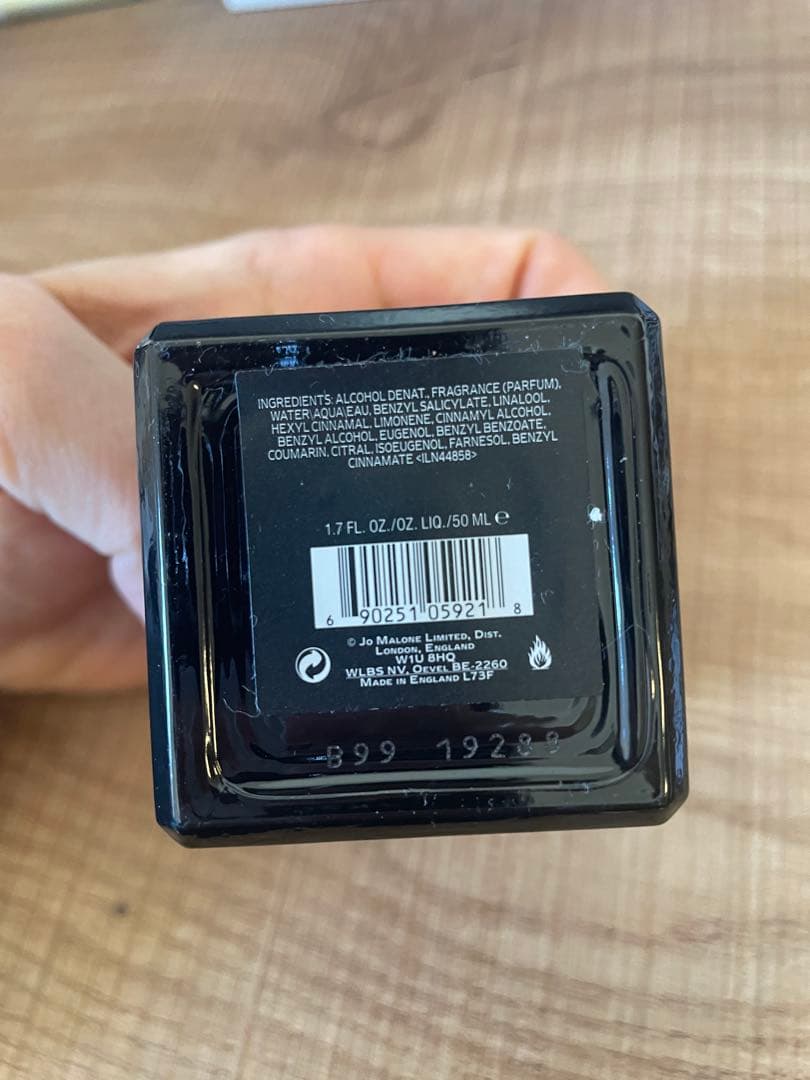 INGREDIENTS: ALCOHOL DENAT., FRAGRANCE (PARFUM),
WATER\AQUA\EAU, BENZYL SALICYLATE, LINALOOL,
HEXYL CINNAMAL, LIMONENE, CINNAMYL ALCOHOL,
BENZYL ALCOHOL, EUGENOL, BENZYL BENZOATE,
COUMARIN, CITRAL, ISOEUGENOL, FARNESOL, BENZYL
CINNAMATE <ILN44858>
1.7 FL. OZ./OZ. LIQ./50 ML ℮
6 90251 05921 8
© JO MALONE LIMITED, DIST.
LONDON, ENGLAND
W1U 8HQ
WLBS NV, OEVEL BE-2260
MADE IN ENGLAND L73F
B99 19288